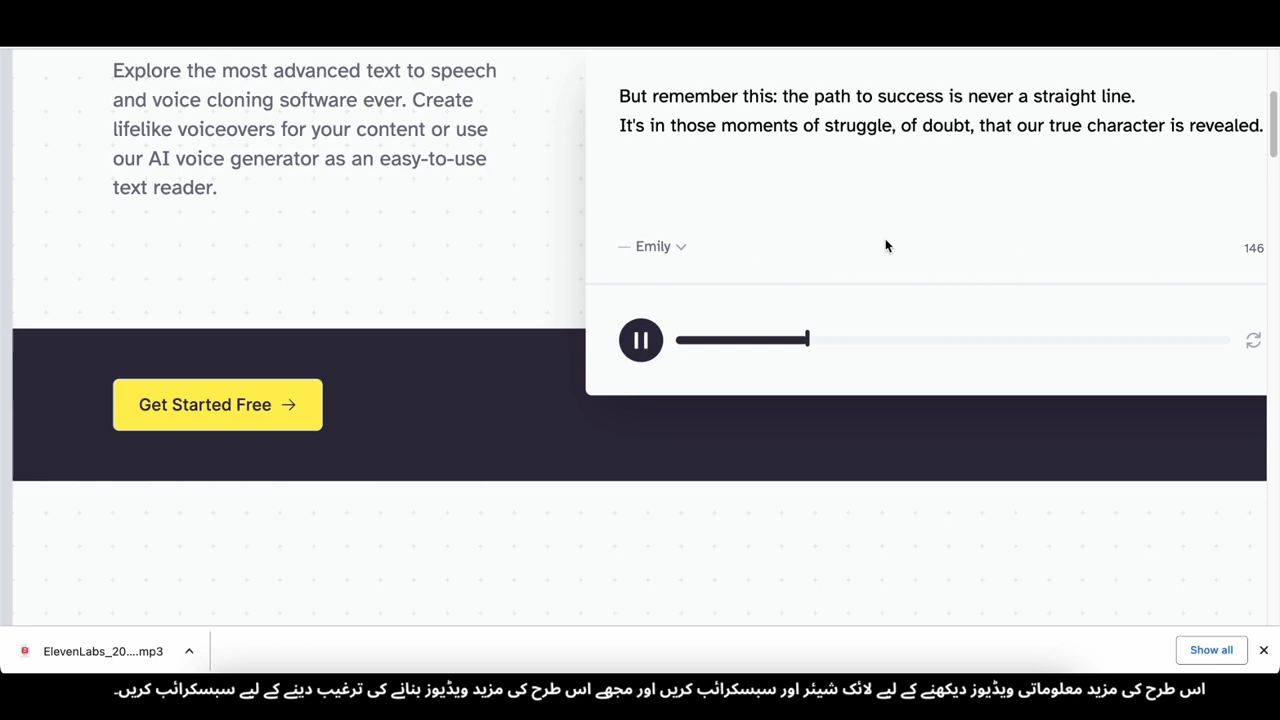 Explore the most advanced text to speech
and voice cloning software ever. Create
lifelike voiceovers for your content or use
our AI voice generator as an easy-to-use
text reader.
But remember this: the path to success is never a straight line.
It's in those moments of struggle, of doubt, that our true character is revealed.
— Emily
146
Get Started Free →
ElevenLabs_20....mp3
Show all
اس طرح کی مزید معلوماتی ویڈیوز دیکھنے کے لیے لائک شیئر اور سبسکرائب کریں اور مجھے اس طرح کی مزید ویڈیوز بنانے کی ترغیب دینے کے لیے سبسکرائب کریں۔